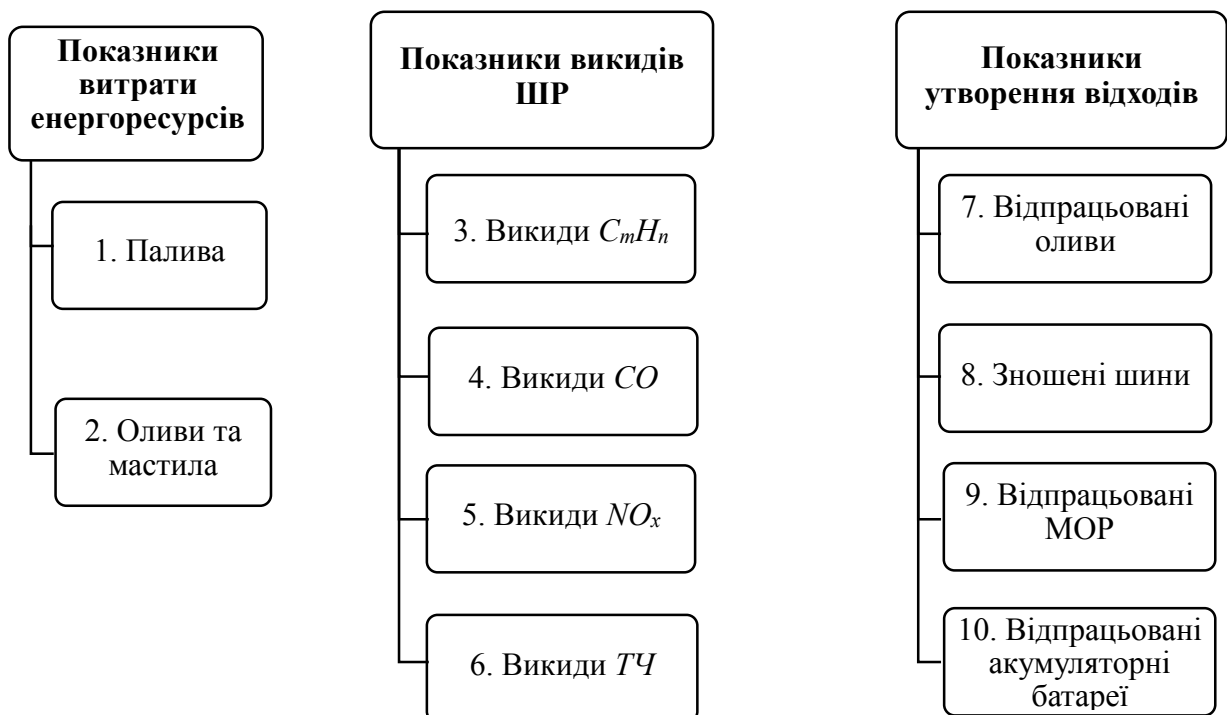 Показники
витрати
енергоресурсів
1. Палива
2. Оливи та
мастила
Показники викидів
ШР
3. Викиди CmHn
4. Викиди CO
5. Викиди NOx
6. Викиди ТЧ
Показники
утворення відходів
7. Відпрацьовані
оливи
8. Зношені шини
9. Відпрацьовані
МОР
10. Відпрацьовані
акумуляторні
батареї